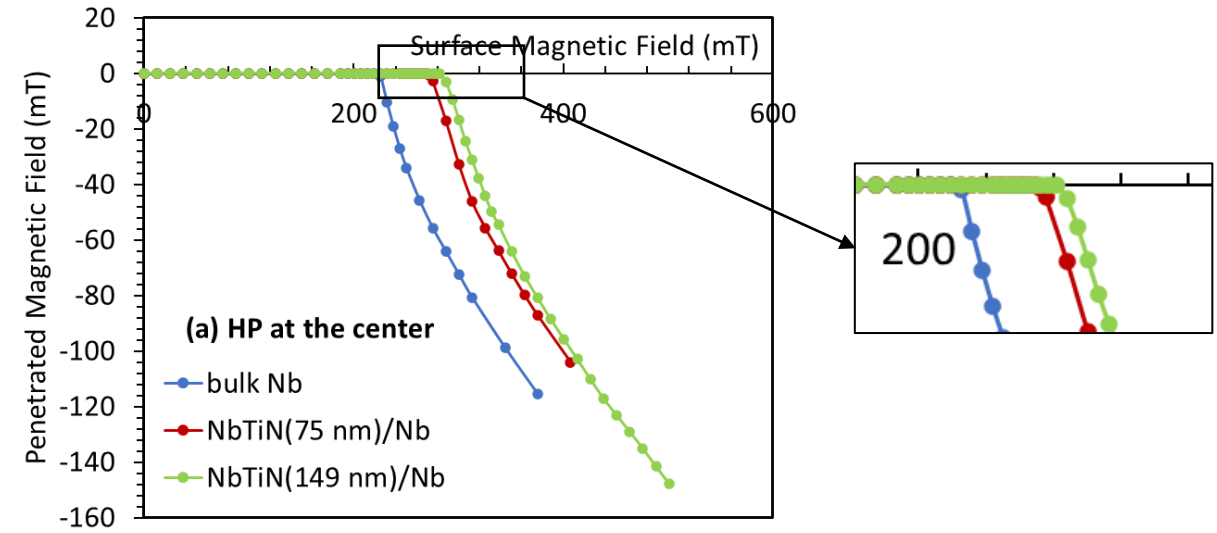 20
Surface Magnetic Field (mT)
0
0
200
400
600
-20
-40
-60
-80
-100
-120
-140
-160
Penetrated Magnetic Field (mT)
(a) HP at the center
bulk Nb
NbTiN(75 nm)/Nb
NbTiN(149 nm)/Nb
200